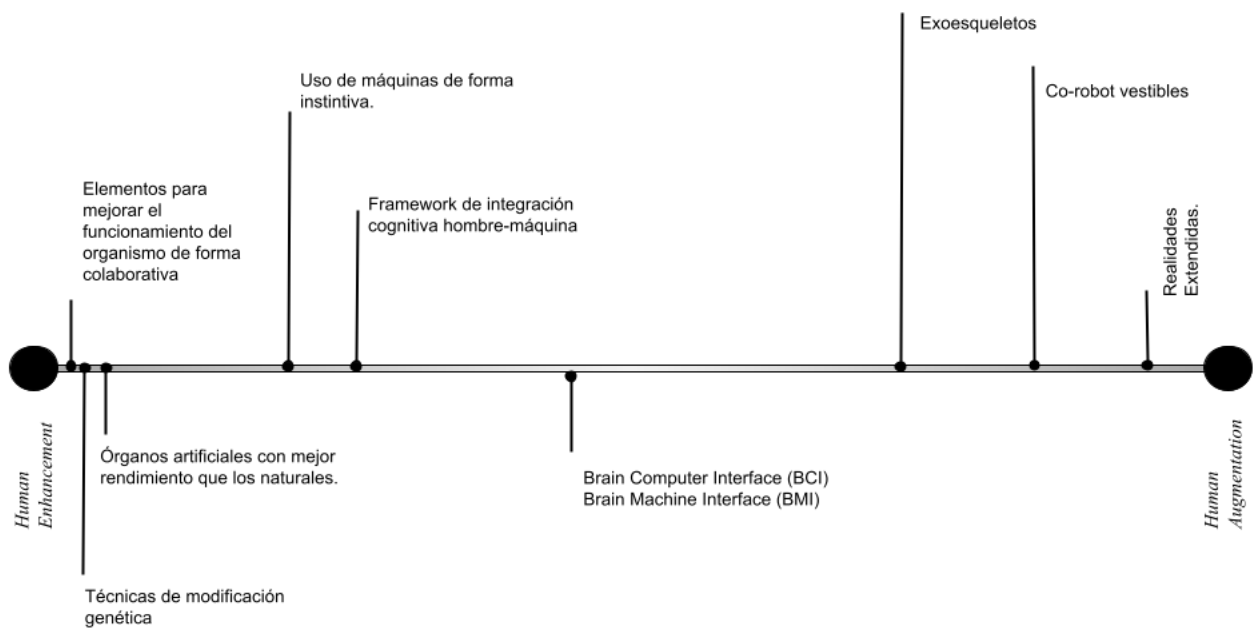 Exoesqueletos
Uso de máquinas de forma
instintiva.
Co-robot vestibles
Elementos para
mejorar el
funcionamiento del
organismo de forma
colaborativa
Framework de integración
cognitiva hombre-máquina
Realidades
Extendidas.
Human
Enhancement
Órganos artificiales con mejor
rendimiento que los naturales.
Brain Computer Interface (BCI)
Brain Machine Interface (BMI)
Human
Augmentation
Técnicas de modificación
genética